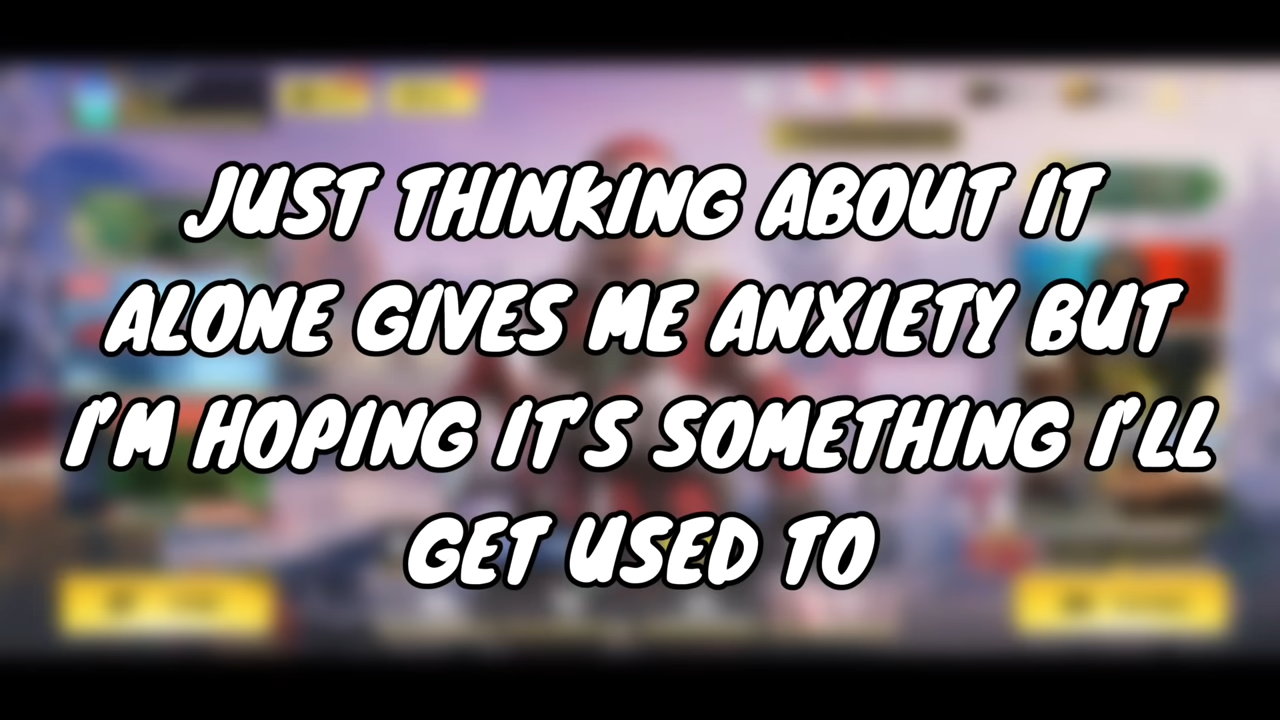 JUST THINKING ABOUT IT
ALONE GIVES ME ANXIETY BUT
I'M HOPING IT'S SOMETHING I'LL
GET USED TO